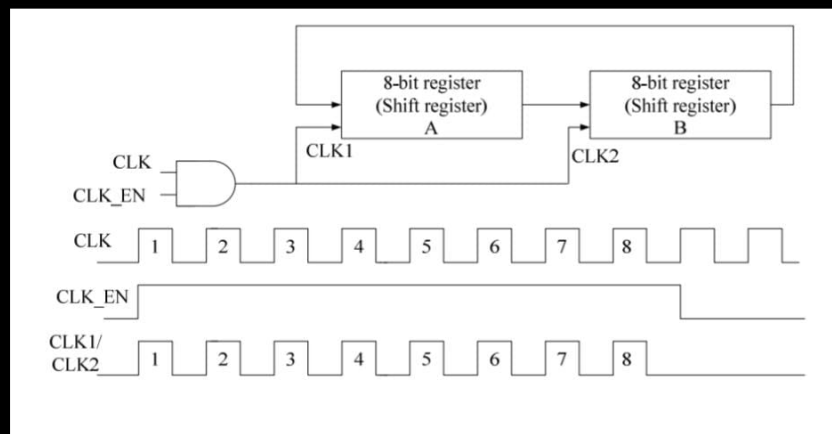 8-bit register
(Shift register)
A
8-bit register
(Shift register)
B
CLK1
CLK2
CLK
CLK_EN
CLK 1 2 3 4 5 6 7 8
CLK_EN
CLK1/
CLK2 1 2 3 4 5 6 7 8